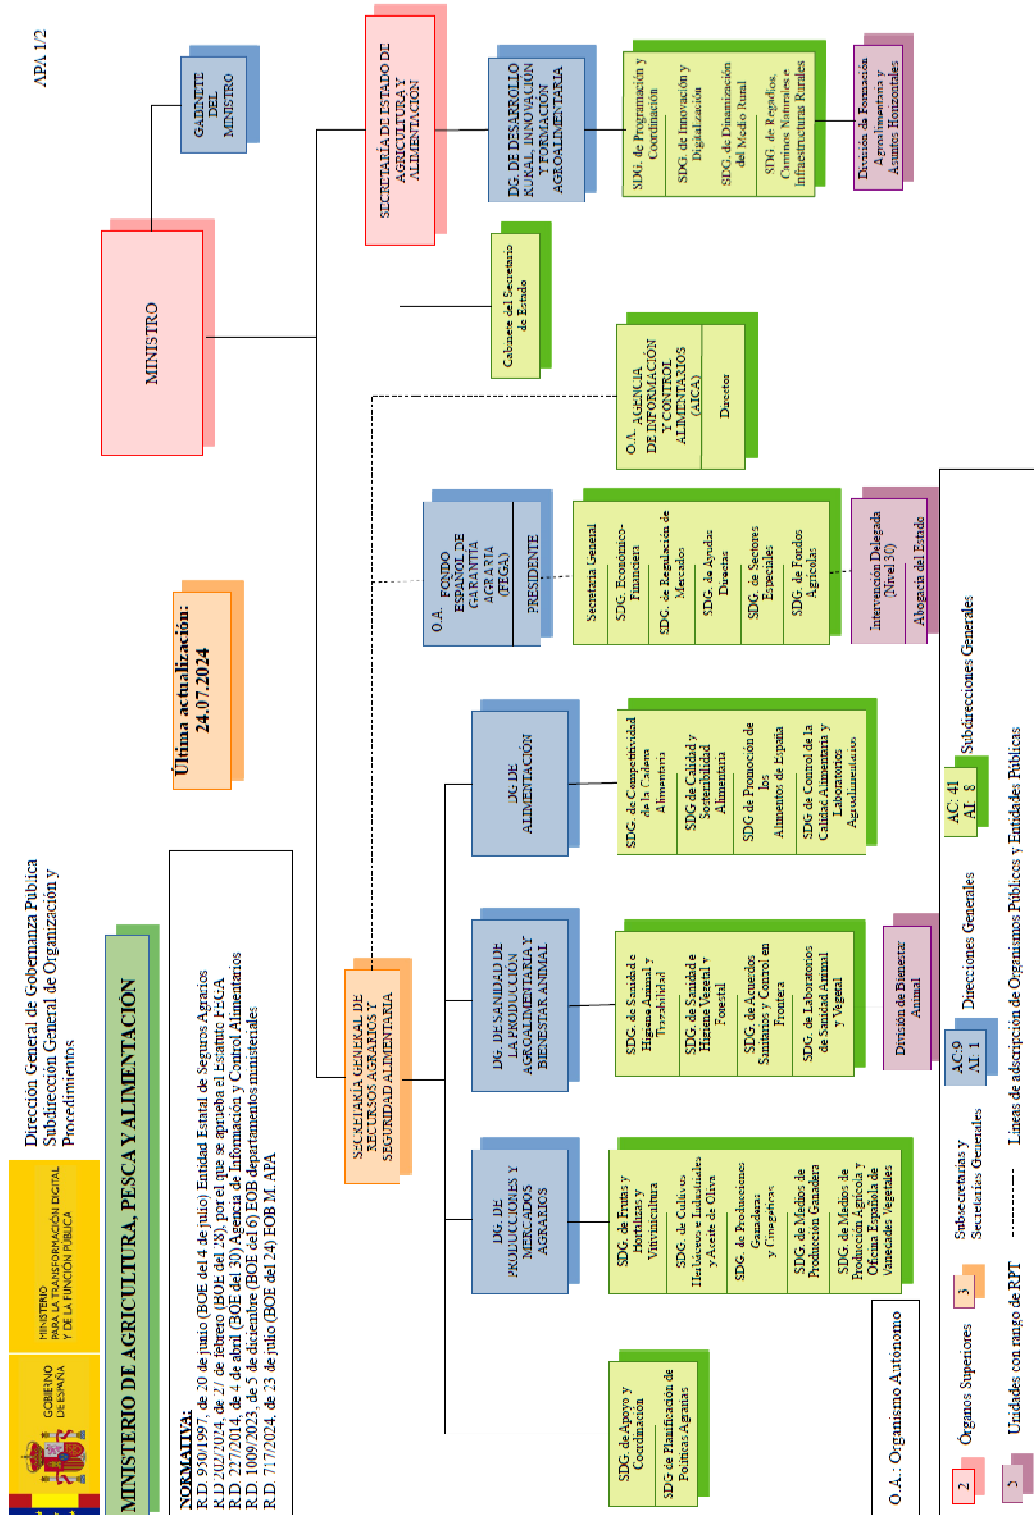 APA 1/2
GOBIERNO
DE ESPAÑA
MINISTERIO
PARA LA TRANSFORMACIÓN DIGITAL
Y DE LA FUNCIÓN PÚBLICA
Dirección General de Gobernanza Pública
Subdirección General de Organización y
Procedimientos
MINISTERIO DE AGRICULTURA, PESCA Y ALIMENTACIÓN
Última actualización:
24.07.2024
NORMATIVA:
R.D. 950/1997, de 20 de junio (BOE del 4 de julio) Entidad Estatal de Seguros Agrarios
R.D 202/2024, de 27 de febrero (BOE del 28), por el que se aprueba el Estatuto FEGA
R.D. 227/2014, de 4 de abril (BOE del 30) Agencia de Información y Control Alimentarios
R.D. 1009/2023, de 5 de diciembre (BOE del 6) EOB departamentos ministeriales
R.D. 717/2024, de 23 de julio (BOE del 24) EOB M. APA
MINISTRO
GABINETE
DEL
MINISTRO
SECRETARÍA GENERAL DE
RECURSOS AGRARIOS Y
SEGURIDAD ALIMENTARIA
SECRETARÍA DE ESTADO DE
AGRICULTURA Y
ALIMENTACIÓN
Gabinete del Secretario
de Estado
SDG. de Apoyo y
Coordinación
SDG de Planificación de
Políticas Agrarias
DG. DE
PRODUCCIONES Y
MERCADOS
AGRARIOS
SDG. de Frutas y
Hortalizas y
Vitivinicultura
SDG. de Cultivos
Herbáceos e Industriales
y Aceite de Oliva
SDG. de Producciones
Ganaderas
y Cinegéticas
SDG. de Medios de
Producción Ganadera
SDG. de Medios de
Producción Agrícola y
Oficina Española de
Variedades Vegetales
DG. DE SANIDAD DE
LA PRODUCCIÓN
AGROALIMENTARIA Y
BIENESTAR ANIMAL
SDG. de Sanidad e
Higiene Animal y
Trazabilidad
SDG. de Sanidad e
Higiene Vegetal y
Forestal
SDG. de Acuerdos
Sanitarios y Control en
Frontera
SDG. de Laboratorios
de Sanidad Animal
y Vegetal
División de Bienestar
Animal
DG DE
ALIMENTACIÓN
SDG. de Competitividad
de la Cadena
Alimentaria
SDG de Calidad y
Sostenibilidad
Alimentaria
SDG de Promoción de
los
Alimentos de España
SDG de Control de la
Calidad Alimentaria y
Laboratorios
Agroalimentarios
O.A. FONDO
ESPAÑOL DE
GARANTÍA
AGRARIA
(FEGA)
PRESIDENTE
Secretaría General
SDG. Económico-
Financiera
SDG. de Regulación de
Mercados
SDG. de Ayudas
Directas
SDG. de Sectores
Especiales
SDG. de Fondos
Agrícolas
Intervención Delegada
(Nivel 30)
Abogacía del Estado
O.A. AGENCIA
DE INFORMACIÓN
Y CONTROL
ALIMENTARIOS
(AICA)
Director
DG. DE DESARROLLO
RURAL, INNOVACIÓN
Y FORMACIÓN
AGROALIMENTARIA
SDG. de Programación y
Coordinación
SDG. de Innovación y
Digitalización
SDG. de Dinamización
del Medio Rural
SDG. de Regadíos,
Caminos Naturales e
Infraestructuras Rurales
División de Formación
Agroalimentaria y
Asuntos Horizontales
O.A.: Organismo Autónomo
2
Órganos Superiores
3
Subsecretarías y
Secretarías Generales
AC:9
AI: 1
Direcciones Generales
AC: 41
AI: 8
Subdirecciones Generales
Unidades con rango de RPT
Líneas de adscripción de Organismos Públicos y Entidades Públicas